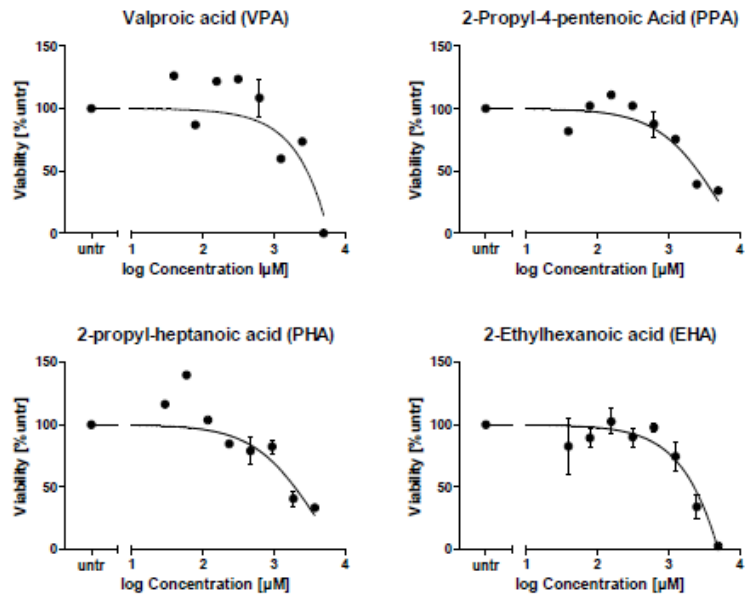 Valproic acid (VPA)
150
100
50
0
Viability [% untr]
untr 1 2 3 4
log Concentration [µM]
2-Propyl-4-pentenoic Acid (PPA)
150
100
50
0
Viability [% untr]
untr 1 2 3 4
log Concentration [µM]
2-propyl-heptanoic acid (PHA)
150
100
50
0
Viability [% untr]
untr 1 2 3 4
log Concentration [µM]
2-Ethylhexanoic acid (EHA)
150
100
50
0
Viability [% untr]
untr 1 2 3 4
log Concentration [µM]